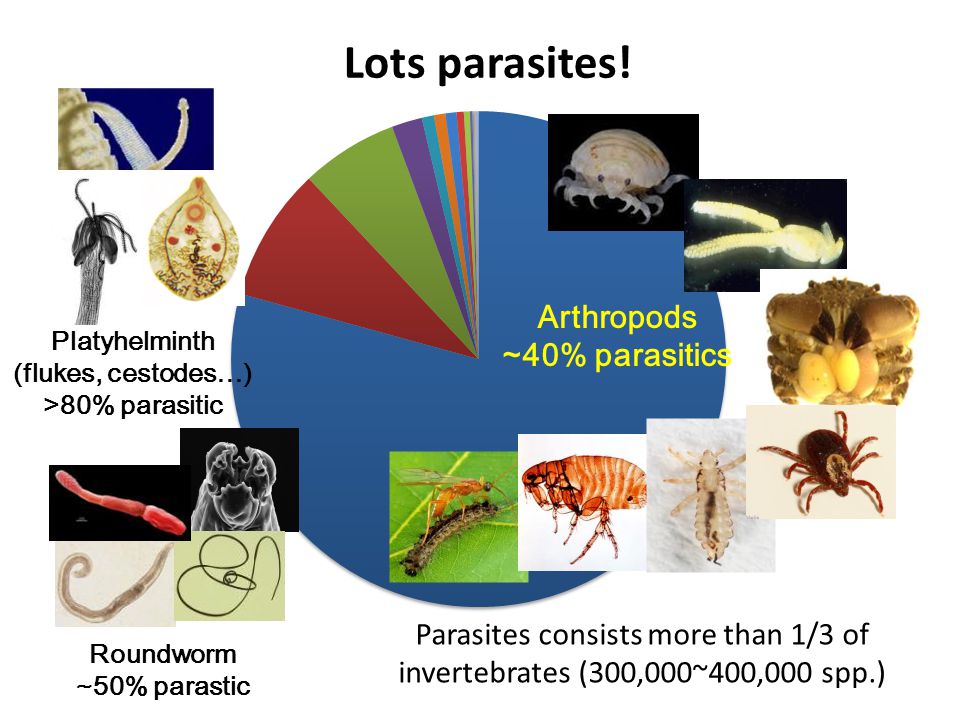 Lots parasites!
Platyhelminth
(flukes, cestodes…)
>80% parasitic
Arthropods
~40% parasitics
Roundworm
~50% parastic
Parasites consists more than 1/3 of
invertebrates (300,000~400,000 spp.)